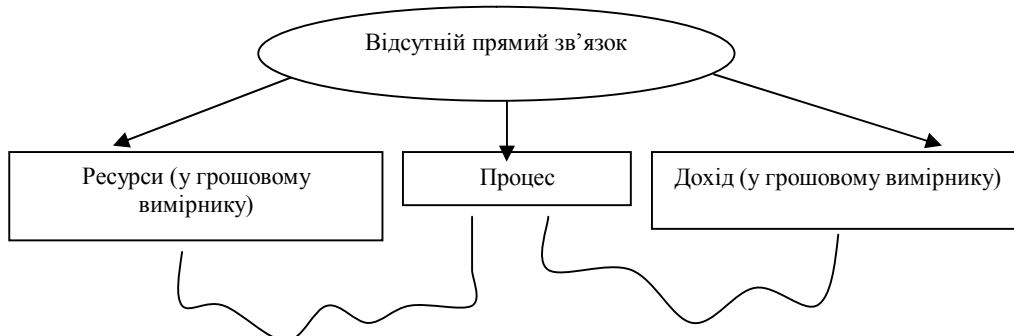 Відсутній прямий зв’язок
Ресурси (у грошовому
вимірнику)
Процес
Дохід (у грошовому вимірнику)